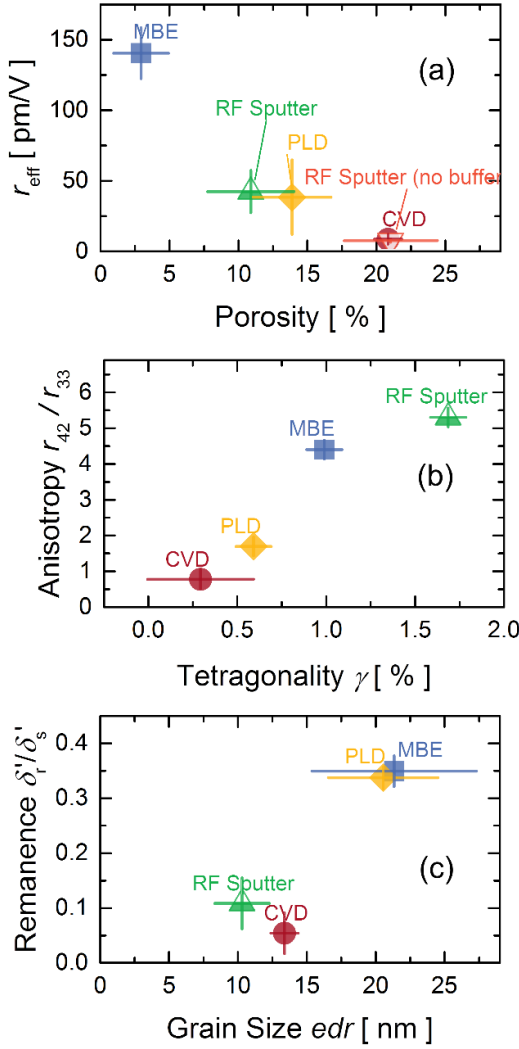 150
100
50
0
r_eff [ pm/V]
MBE
(a)
RF Sputter
PLD
RF Sputter (no buffer
CVD
0 5 10 15 20 25
Porosity [ % ]
6
5
4
3
2
1
0
Anisotropy r_42 / r_33
RF Sputter
MBE
(b)
PLD
CVD
0.0 0.5 1.0 1.5 2.0
Tetragonality γ [ % ]
0.4
0.3
0.2
0.1
0.0
Remanence δ_r'/δ_s'
MBE
PLD
RF Sputter
(c)
CVD
0 5 10 15 20 25
Grain Size edr [ nm ]